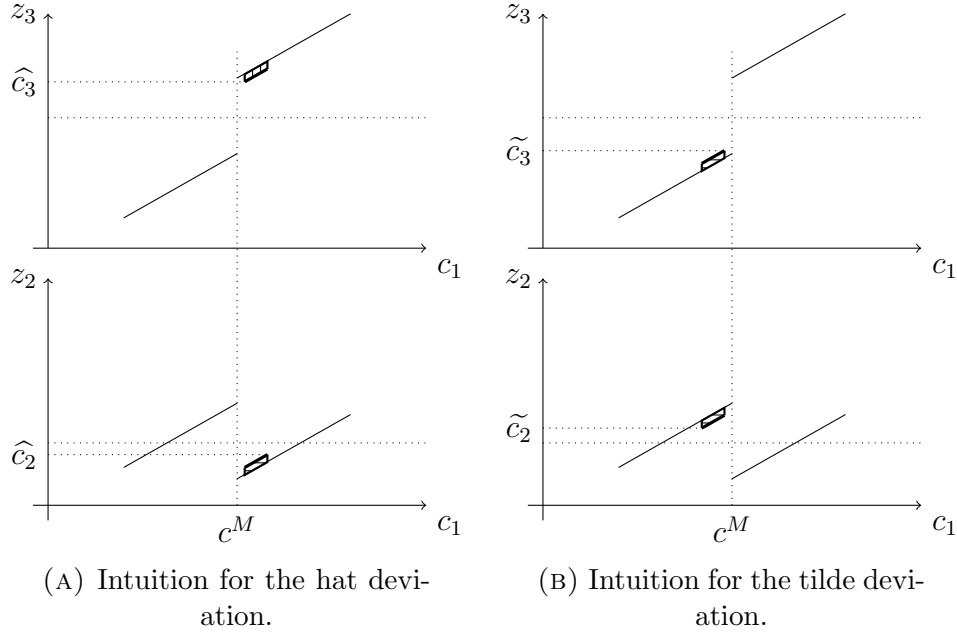 z₃
ĉ₃
c₁
z₂
ĉ₂
c^M
c₁
(A) Intuition for the hat devi-
ation.
z₃
c̃₃
c₁
z₂
c̃₂
c^M
c₁
(B) Intuition for the tilde devi-
ation.